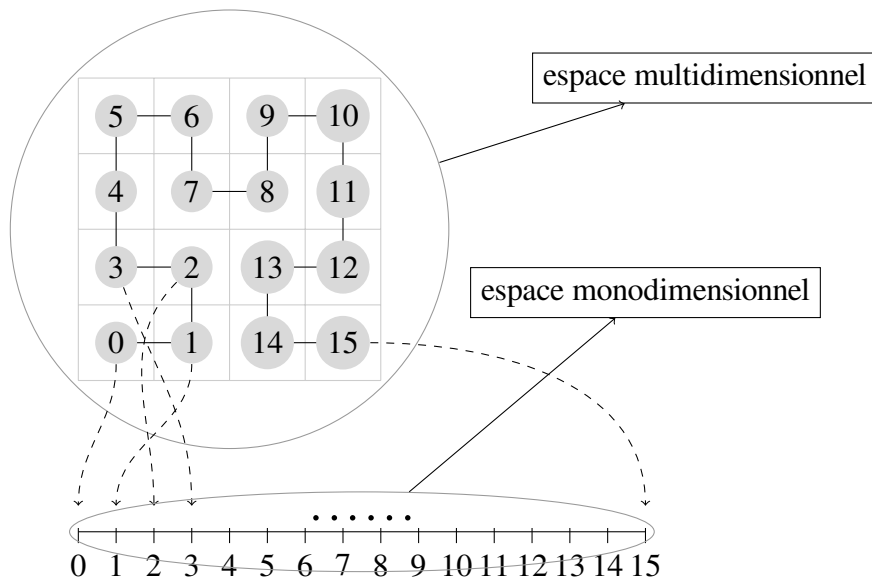 espace multidimensionnel
5 6 9 10
4 7 8 11
3 2 13 12
espace monodimensionnel
0 1 14 15
0 1 2 3 4 5 6 7 8 9 10 11 12 13 14 15